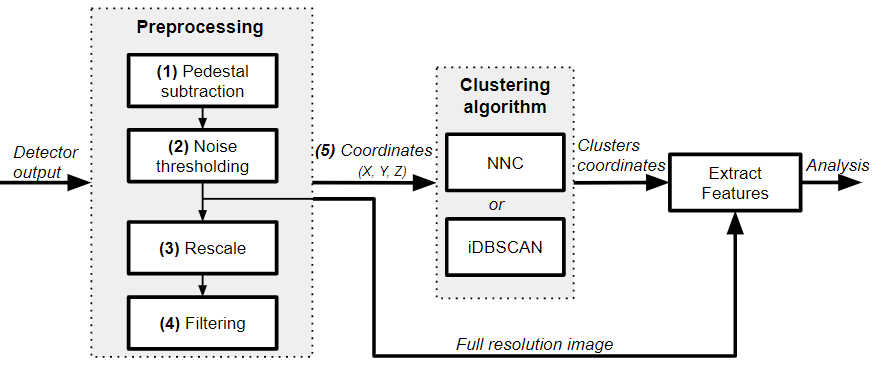 Preprocessing
(1) Pedestal
subtraction
(2) Noise
thresholding
(3) Rescale
(4) Filtering
Detector
output
(5) Coordinates
(X, Y, Z)
Clustering
algorithm
NNC
or
iDBSCAN
Clusters
coordinates
Extract
Features
Analysis
Full resolution image